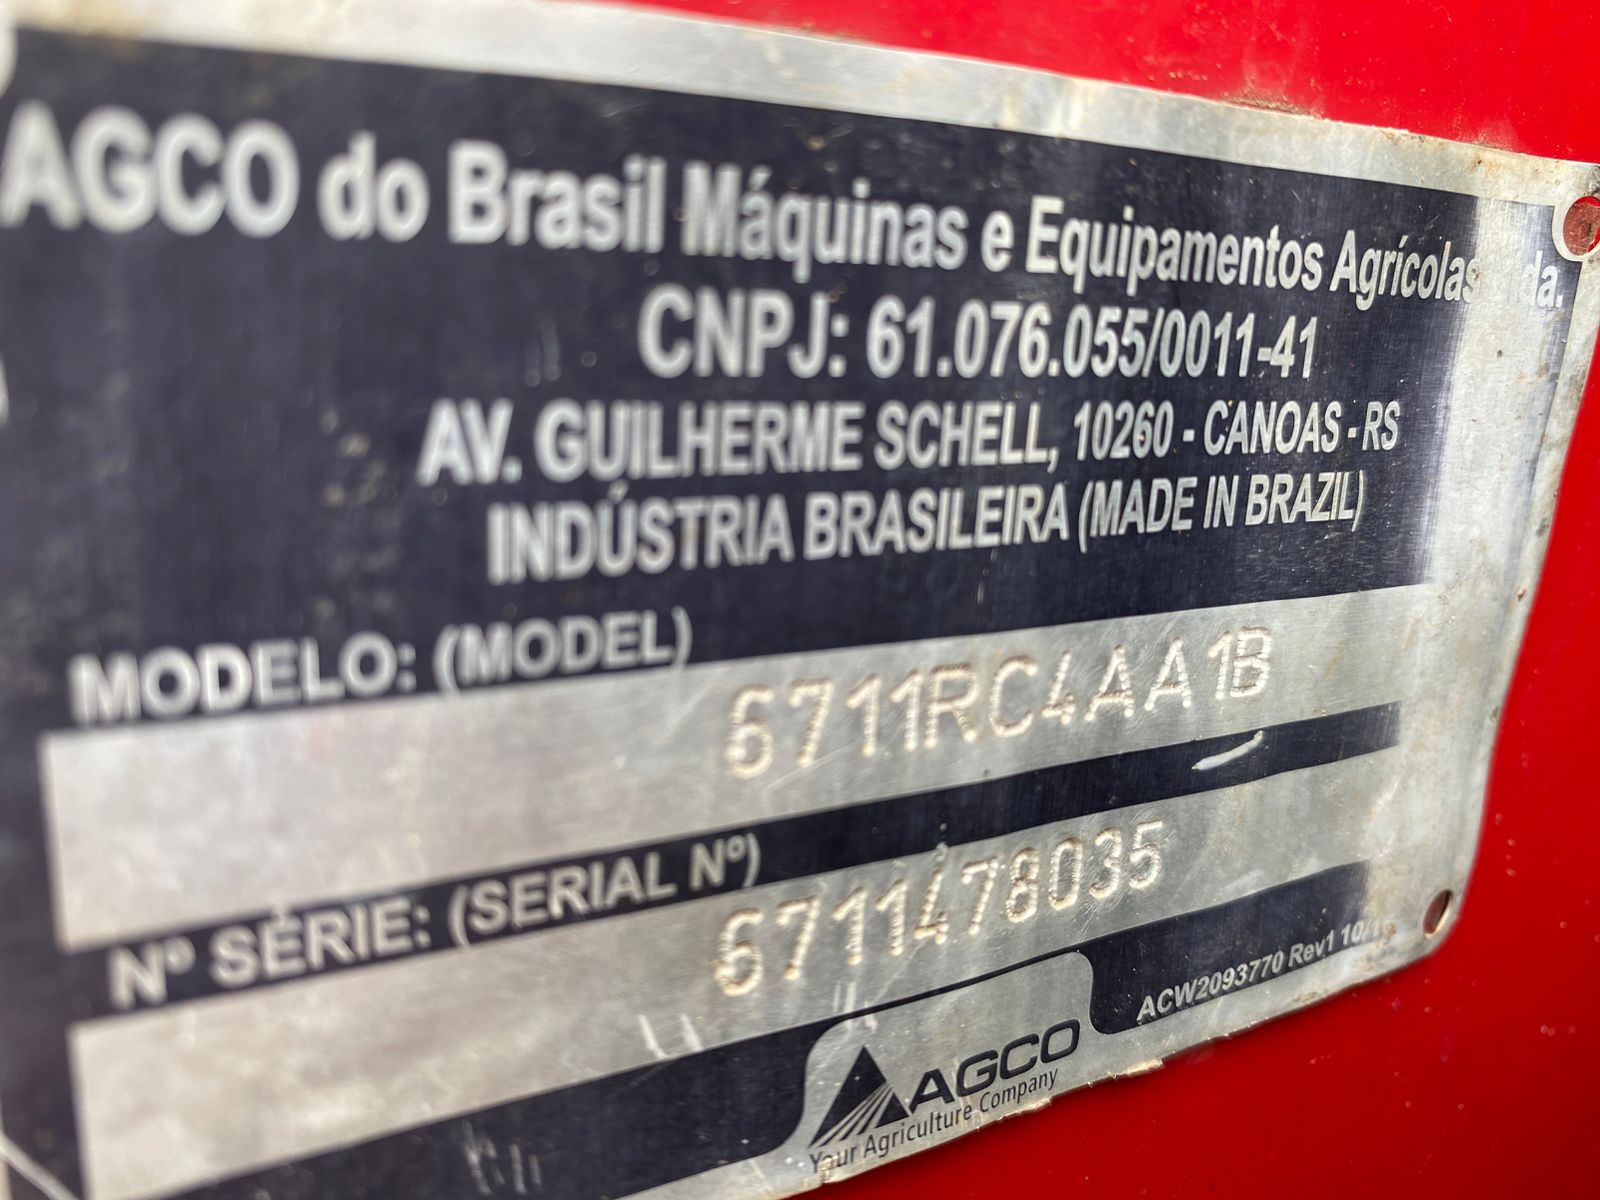 AGCO do Brasil Máquinas e Equipamentos Agrícolas Ltda.
CNPJ: 61.076.055/0011-41
AV. GUILHERME SCHELL, 10260 - CANOAS - RS
INDÚSTRIA BRASILEIRA (MADE IN BRAZIL)
MODELO: (MODEL)
6711RC4AA1B
Nº SÉRIE: (SERIAL Nº)
6711478035
ACW2093770 Rev1
AGCO
Your Agriculture Company